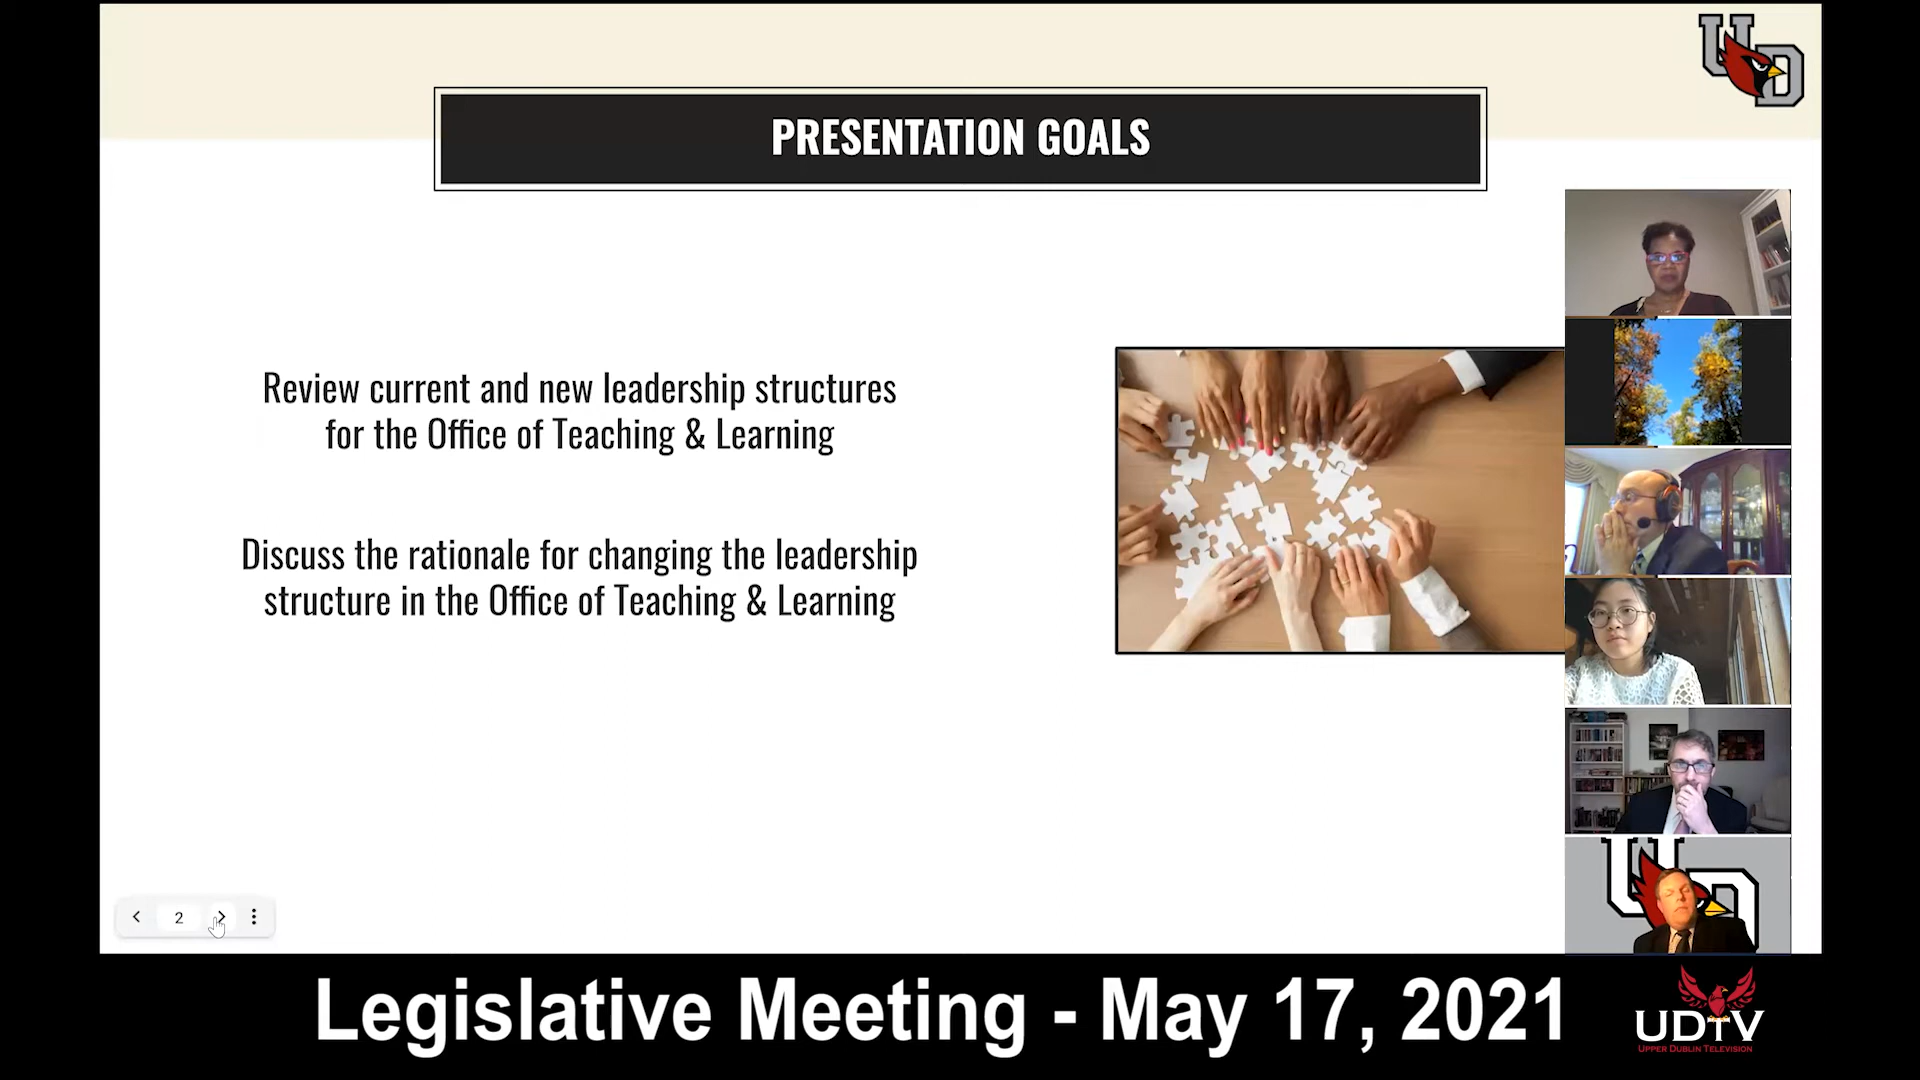 UD
PRESENTATION GOALS
Review current and new leadership structures
for the Office of Teaching & Learning
Discuss the rationale for changing the leadership
structure in the Office of Teaching & Learning
2
UD
Legislative Meeting - May 17, 2021
UDTV
UPPER DUBLIN TELEVISION